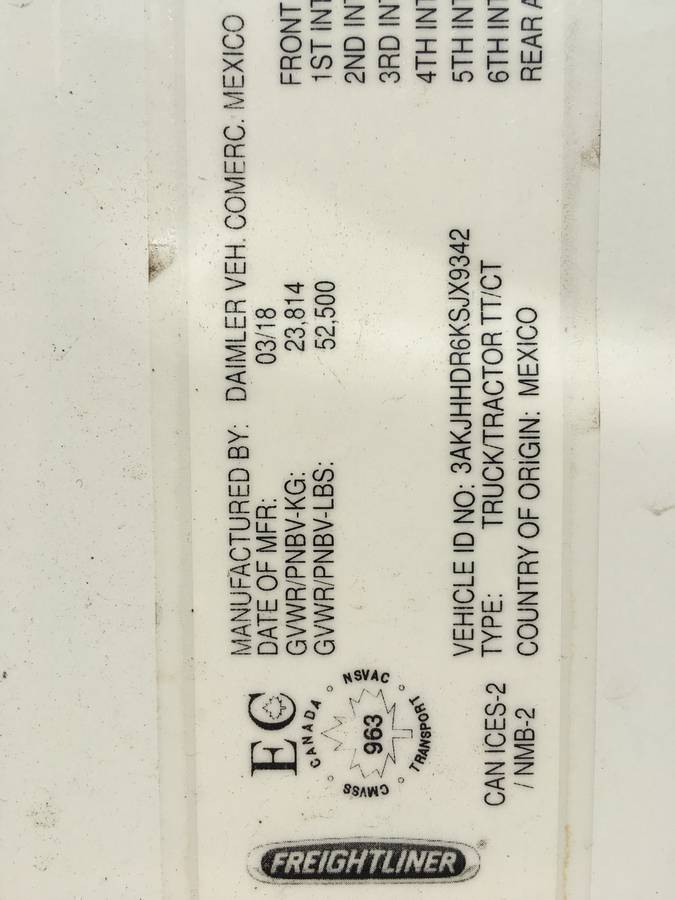 FREIGHTLINER
EC
CANADA
NSVAC
TRANSPORT
CMVSS
963
CAN ICES-2
/ NMB-2
MANUFACTURED BY: DAIMLER VEH. COMERC. MEXICO
DATE OF MFR: 03/18
GVWR/PNBV-KG: 23,814
GVWR/PNBV-LBS: 52,500
VEHICLE ID NO: 3AKJHHDR6KSJX9342
TYPE: TRUCK/TRACTOR TT/CT
COUNTRY OF ORIGIN: MEXICO
FRONT
1ST INT
2ND INT
3RD INT
4TH INT
5TH INT
6TH INT
REAR A